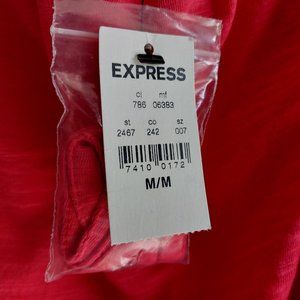 EXPRESS
cl mf
786 06383
st co sz
2467 242 007
7410 0172
M/M